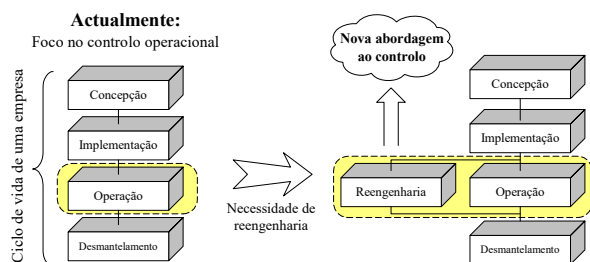 Actualmente:
Foco no controlo operacional
Ciclo de vida de uma empresa
Concepção
Implementação
Operação
Desmantelamento
Necessidade de
reengenharia
Nova abordagem
ao controlo
Concepção
Implementação
Reengenharia
Operação
Desmantelamento